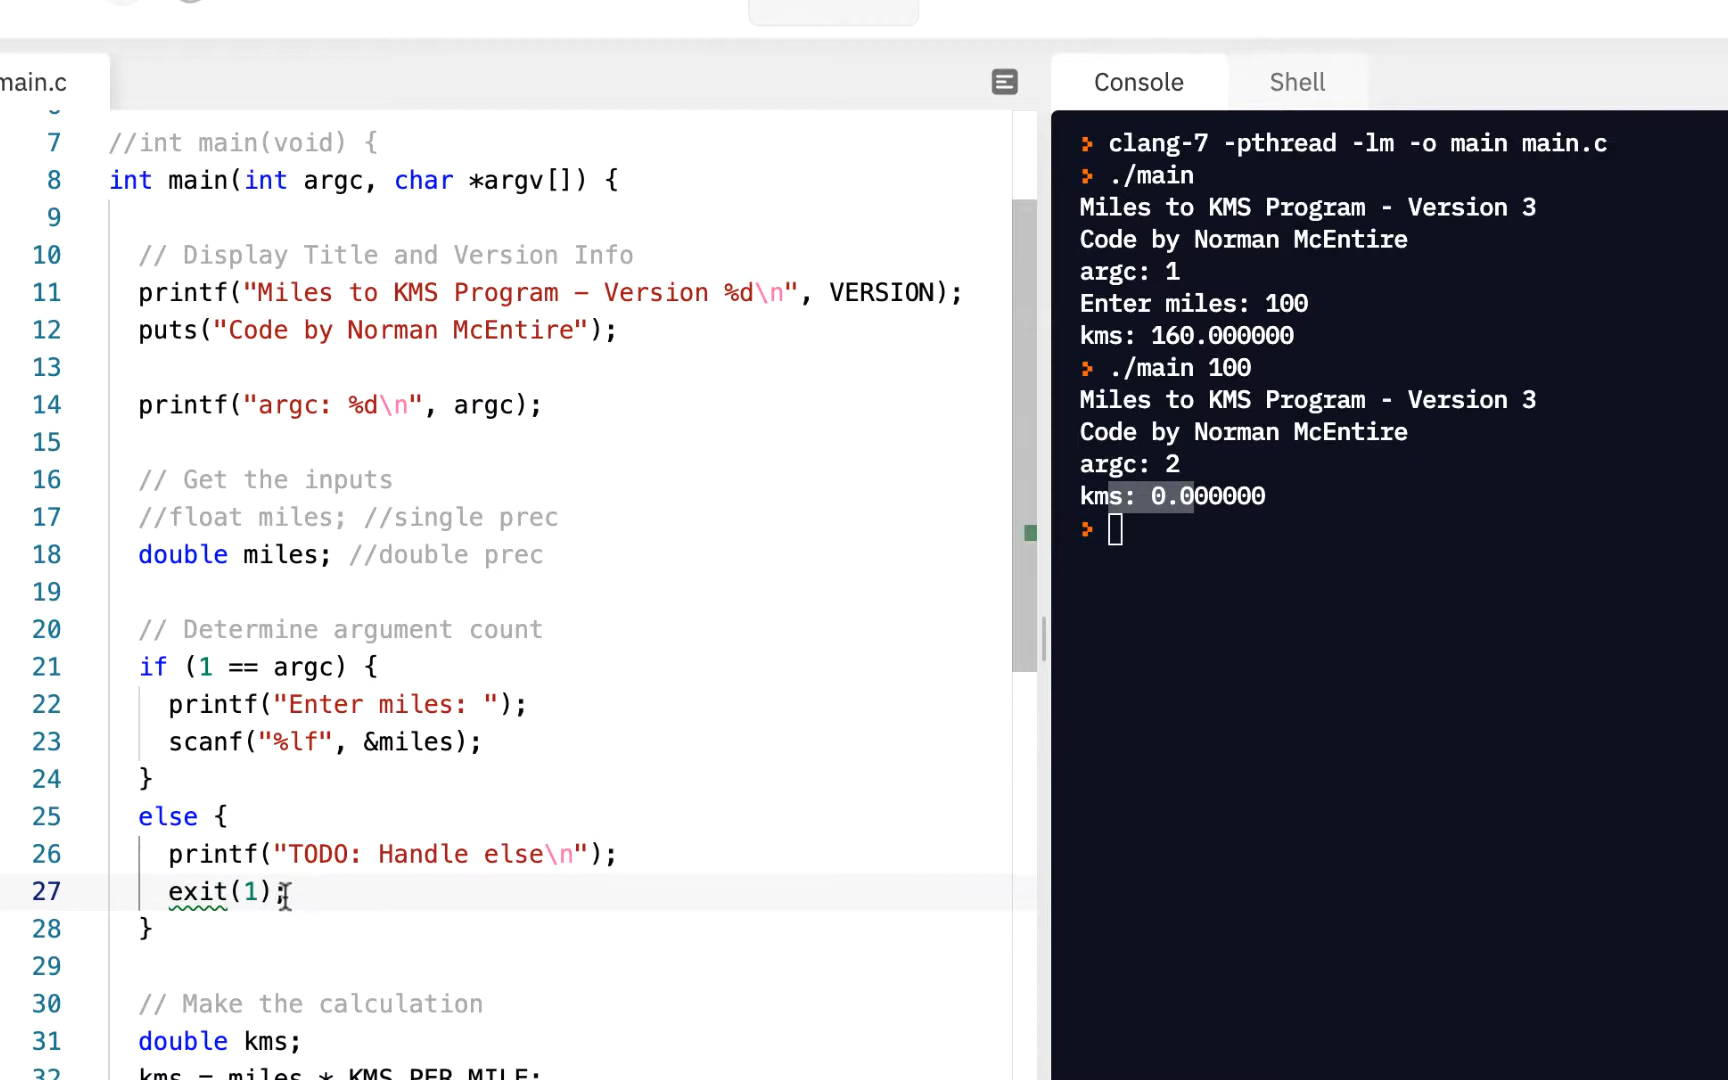 main.c
Console
Shell
7 //int main(void) {
8 int main(int argc, char *argv[]) {
9
10 // Display Title and Version Info
11 printf("Miles to KMS Program – Version %d\n", VERSION);
12 puts("Code by Norman McEntire");
13
14 printf("argc: %d\n", argc);
15
16 // Get the inputs
17 //float miles; //single prec
18 double miles; //double prec
19
20 // Determine argument count
21 if (1 == argc) {
22 printf("Enter miles: ");
23 scanf("%lf", &miles);
24 }
25 else {
26 printf("TODO: Handle else\n");
27 exit(1);
28 }
29
30 // Make the calculation
31 double kms;
32 kms = miles * KMS_PER_MILE;
> clang-7 -pthread -lm -o main main.c
> ./main
Miles to KMS Program - Version 3
Code by Norman McEntire
argc: 1
Enter miles: 100
kms: 160.000000
> ./main 100
Miles to KMS Program - Version 3
Code by Norman McEntire
argc: 2
kms: 0.000000
>